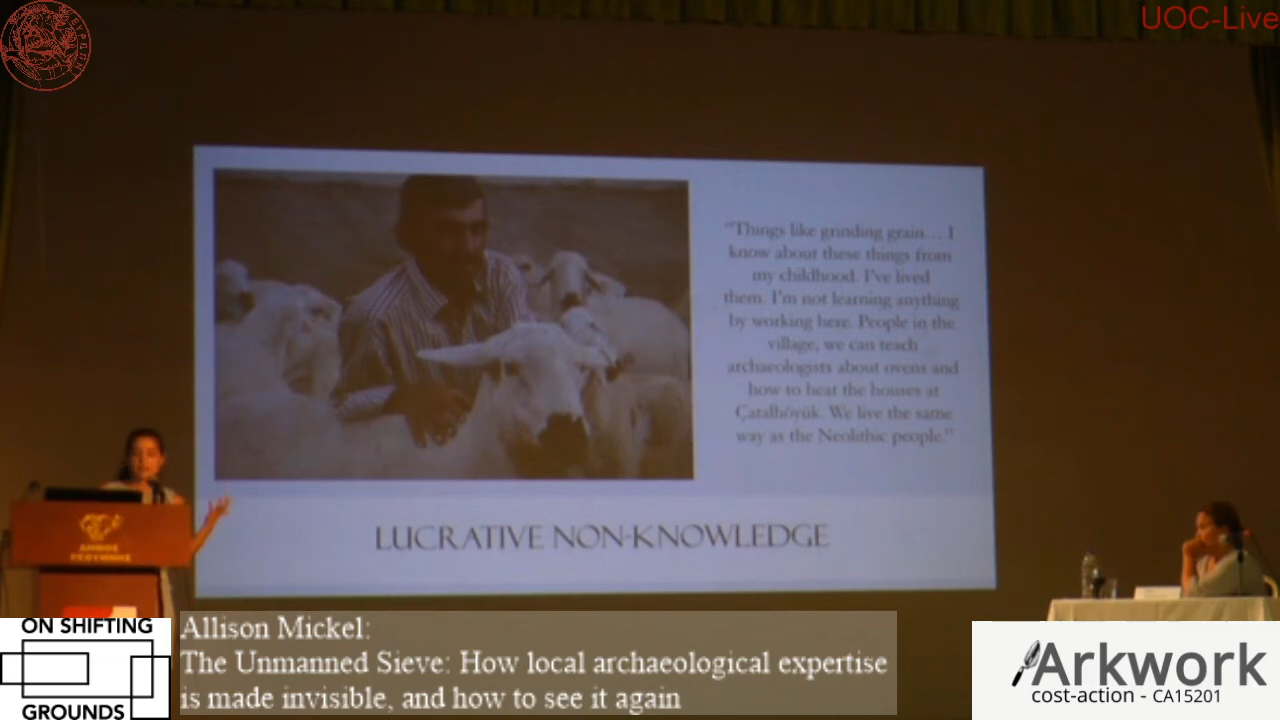 UOC-Live
"Things like grinding grain... I
know about these things from
my childhood. I've lived
them. I'm not learning anything
by working here. People in the
village, we can teach
archaeologists about ovens and
how to heat the houses at
Çatalhöyük. We live the same
way as the Neolithic people."
LUCRATIVE NON-KNOWLEDGE
ΔΗΜΟΣ
ΡΕΘΥΜΝΗΣ
ON SHIFTING
GROUNDS
Allison Mickel:
The Unmanned Sieve: How local archaeological expertise
is made invisible, and how to see it again
Arkwork
cost-action - CA15201